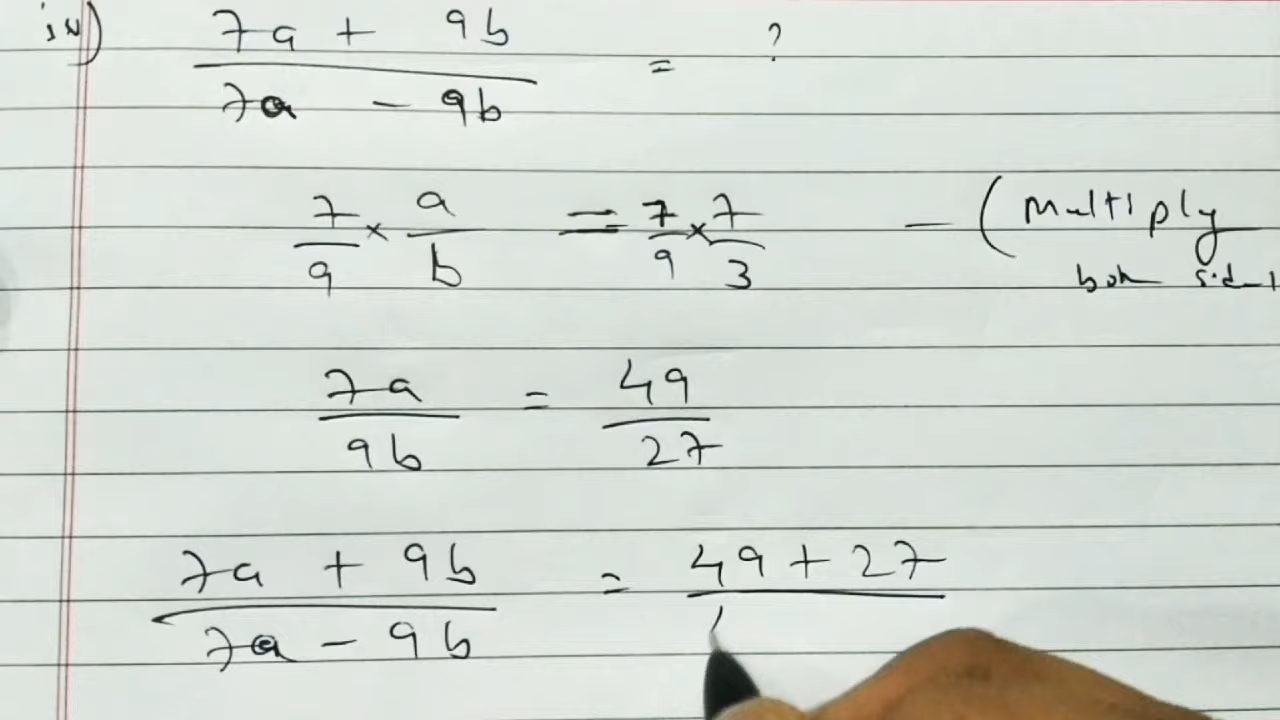 iv) 7a + 9b
7a - 9b = ?
7/9 × a/b = 7/9 × 7/3 - (Multiply
both sides
7a/9b = 49/27
7a + 9b
7a - 9b = 49 + 27